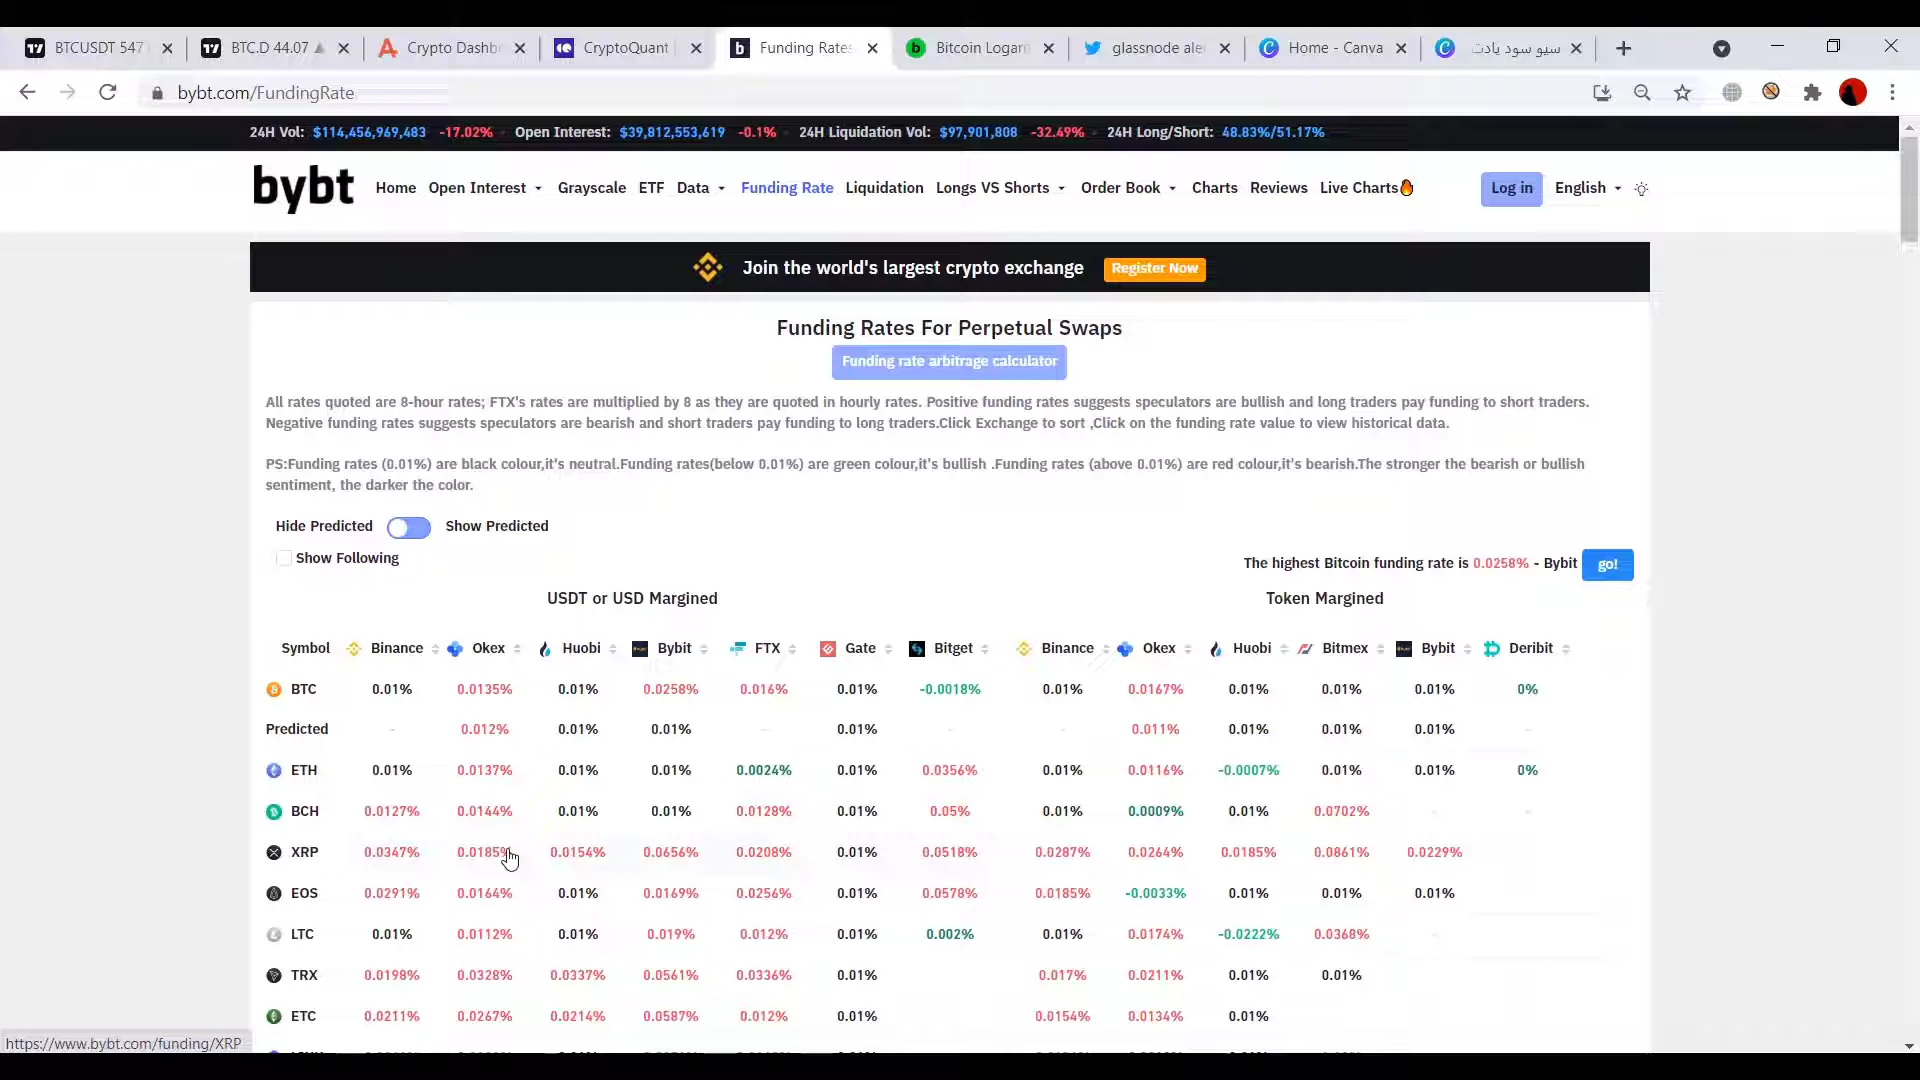 BTCUSDT 547
BTC.D 44.07
Crypto Dashb
CryptoQuant
Funding Rates
Bitcoin Logar
glassnode ale
Home - Canva
سیو سود یادت
bybt.com/FundingRate
24H Vol: $114,456,969,483 -17.02% Open Interest: $39,812,553,619 -0.1% 24H Liquidation Vol: $97,901,808 -32.49% 24H Long/Short: 48.83%/51.17%
bybt Home Open Interest Grayscale ETF Data Funding Rate Liquidation Longs VS Shorts Order Book Charts Reviews Live Charts Log in English
Join the world's largest crypto exchange Register Now
Funding Rates For Perpetual Swaps
Funding rate arbitrage calculator
All rates quoted are 8-hour rates; FTX's rates are multiplied by 8 as they are quoted in hourly rates. Positive funding rates suggests speculators are bullish and long traders pay funding to short traders.
Negative funding rates suggests speculators are bearish and short traders pay funding to long traders.Click Exchange to sort ,Click on the funding rate value to view historical data.
PS:Funding rates (0.01%) are black colour,it's neutral.Funding rates(below 0.01%) are green colour,it's bullish .Funding rates (above 0.01%) are red colour,it's bearish.The stronger the bearish or bullish
sentiment, the darker the color.
Hide Predicted Show Predicted
Show Following
The highest Bitcoin funding rate is 0.0258% - Bybit go!
USDT or USD Margined Token Margined
Symbol Binance Okex Huobi Bybit FTX Gate Bitget Binance Okex Huobi Bitmex Bybit Deribit
BTC 0.01% 0.0135% 0.01% 0.0258% 0.016% 0.01% -0.0018% 0.01% 0.0167% 0.01% 0.01% 0.01% 0%
Predicted - 0.012% 0.01% 0.01% - 0.01% - - 0.011% 0.01% 0.01% 0.01% -
ETH 0.01% 0.0137% 0.01% 0.01% 0.0024% 0.01% 0.0356% 0.01% 0.0116% -0.0007% 0.01% 0.01% 0%
BCH 0.0127% 0.0144% 0.01% 0.01% 0.0128% 0.01% 0.05% 0.01% 0.0009% 0.01% 0.0702% - -
XRP 0.0347% 0.0185% 0.0154% 0.0656% 0.0208% 0.01% 0.0518% 0.0287% 0.0264% 0.0185% 0.0861% 0.0229%
EOS 0.0291% 0.0164% 0.01% 0.0169% 0.0256% 0.01% 0.0578% 0.0185% -0.0033% 0.01% 0.01% 0.01%
LTC 0.01% 0.0112% 0.01% 0.019% 0.012% 0.01% 0.002% 0.01% 0.0174% -0.0222% 0.0368% -
TRX 0.0198% 0.0328% 0.0337% 0.0561% 0.0336% 0.01% 0.017% 0.0211% 0.01% 0.01%
ETC 0.0211% 0.0267% 0.0214% 0.0587% 0.012% 0.01% 0.0154% 0.0134% 0.01%
https://www.bybt.com/funding/XRP